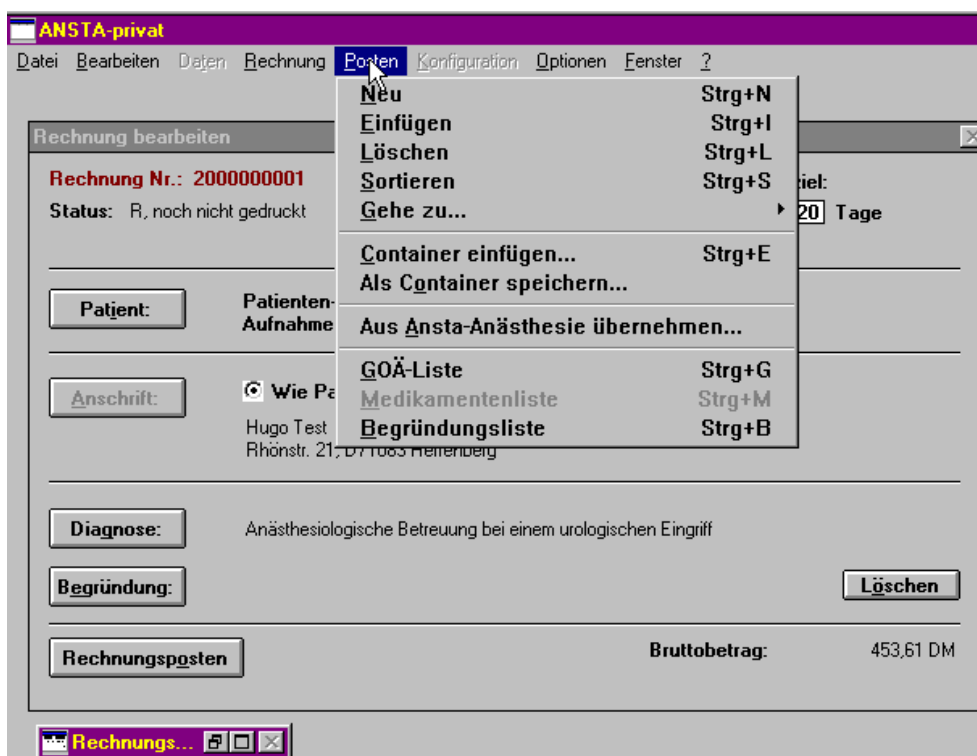 ANSTA-privat
Datei Bearbeiten Daten Rechnung Posten Konfiguration Optionen Fenster ?
Neu Strg+N
Einfügen Strg+I
Löschen Strg+L
Sortieren Strg+S
Gehe zu...
Container einfügen... Strg+E
Als Container speichern...
Aus Ansta-Anästhesie übernehmen...
GOÄ-Liste Strg+G
Medikamentenliste Strg+M
Begründungsliste Strg+B
Rechnung bearbeiten
Rechnung Nr.: 2000000001
ziel:
Status: R, noch nicht gedruckt
20 Tage
Patient:
Patienten-
Aufnahme
Anschrift:
Wie Pa
Hugo Test
Rhönstr. 21, D71083
Diagnose: Anästhesiologische Betreuung bei einem urologischen Eingriff
Begründung: Löschen
Rechnungsposten Bruttobetrag: 453,61 DM
Rechnungs...